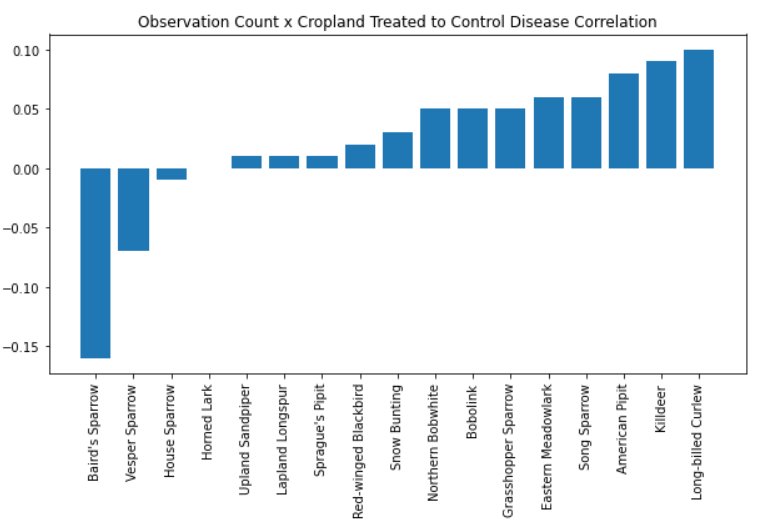 Observation Count x Cropland Treated to Control Disease Correlation
0.10
0.05
0.00
−0.05
−0.10
−0.15
Baird's Sparrow
Vesper Sparrow
House Sparrow
Horned Lark
Upland Sandpiper
Lapland Longspur
Sprague's Pipit
Red-winged Blackbird
Snow Bunting
Northern Bobwhite
Bobolink
Grasshopper Sparrow
Eastern Meadowlark
Song Sparrow
American Pipit
Killdeer
Long-billed Curlew